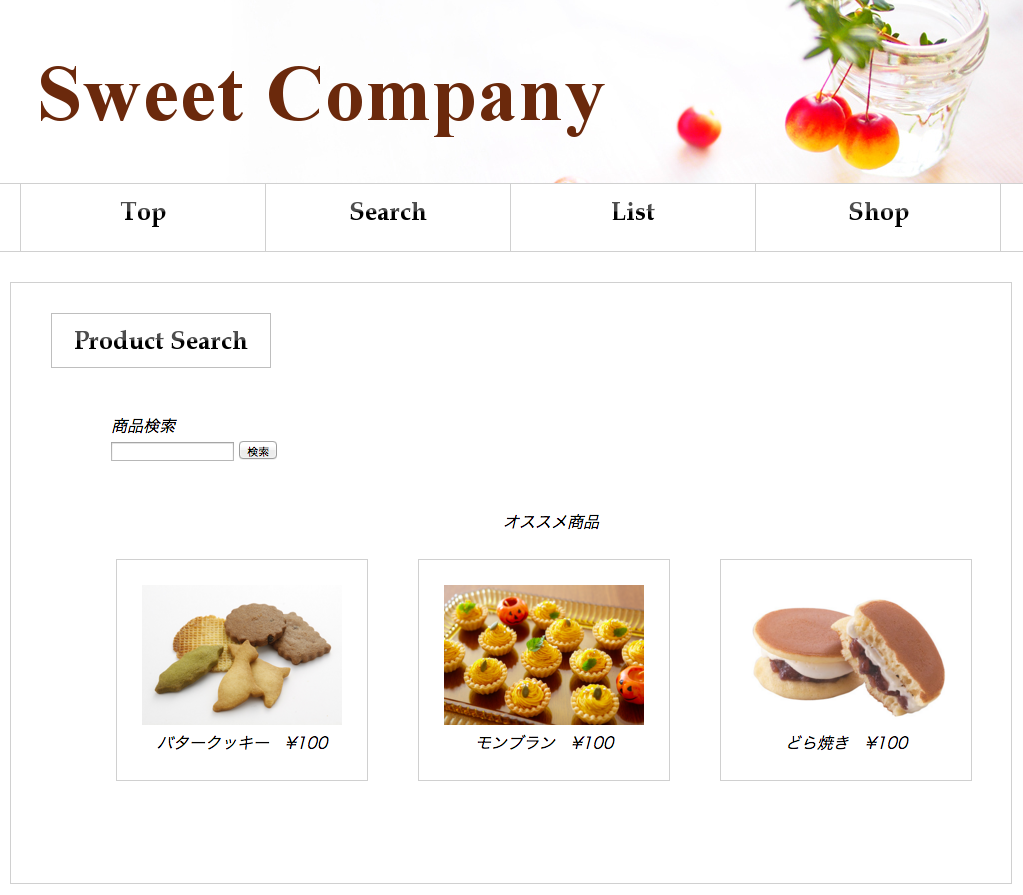 Sweet Company
Top Search List Shop
Product Search
商品検索
検索
オススメ商品
バタークッキー　¥100
モンブラン　¥100
どら焼き　¥100